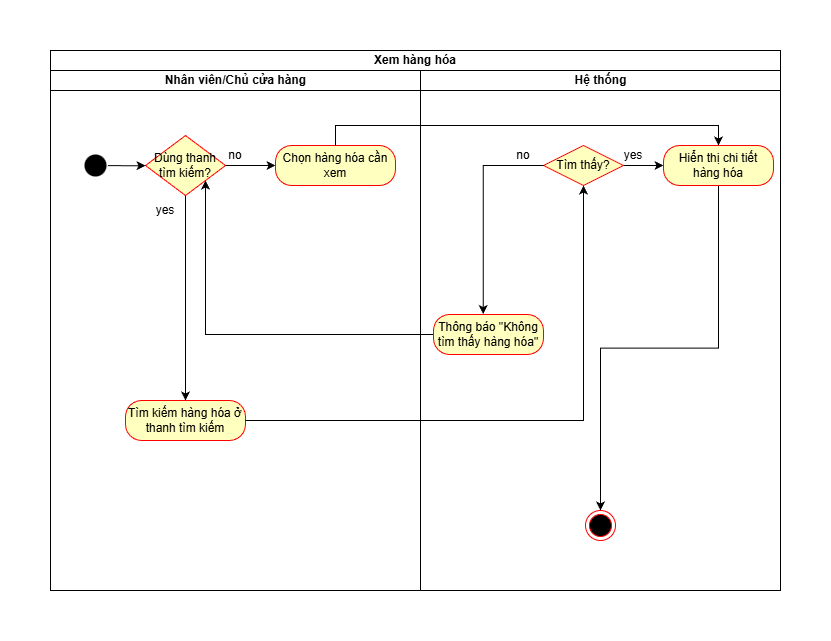 Xem hàng hóa
Nhân viên/Chủ cửa hàng
Hệ thống
Dùng thanh
tìm kiếm?
no
Chọn hàng hóa cần
xem
no
Tìm thấy?
yes
Hiển thị chi tiết
hàng hóa
yes
Thông báo "Không
tìm thấy hàng hóa"
Tìm kiếm hàng hóa ở
thanh tìm kiếm